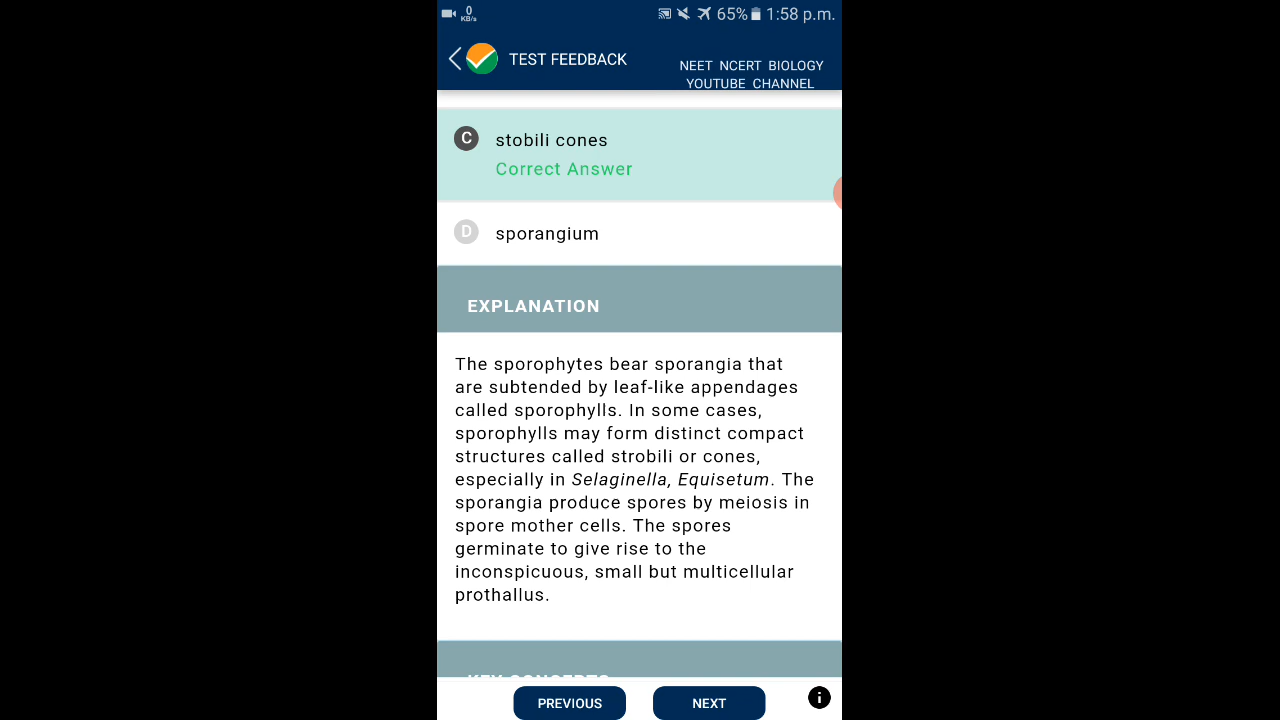 0
KB/s
65% 1:58 p.m.
TEST FEEDBACK
NEET NCERT BIOLOGY
YOUTUBE CHANNEL
C
stobili cones
Correct Answer
D
sporangium
EXPLANATION
The sporophytes bear sporangia that
are subtended by leaf-like appendages
called sporophylls. In some cases,
sporophylls may form distinct compact
structures called strobili or cones,
especially in Selaginella, Equisetum. The
sporangia produce spores by meiosis in
spore mother cells. The spores
germinate to give rise to the
inconspicuous, small but multicellular
prothallus.
KEY CONCEPTS
PREVIOUS
NEXT